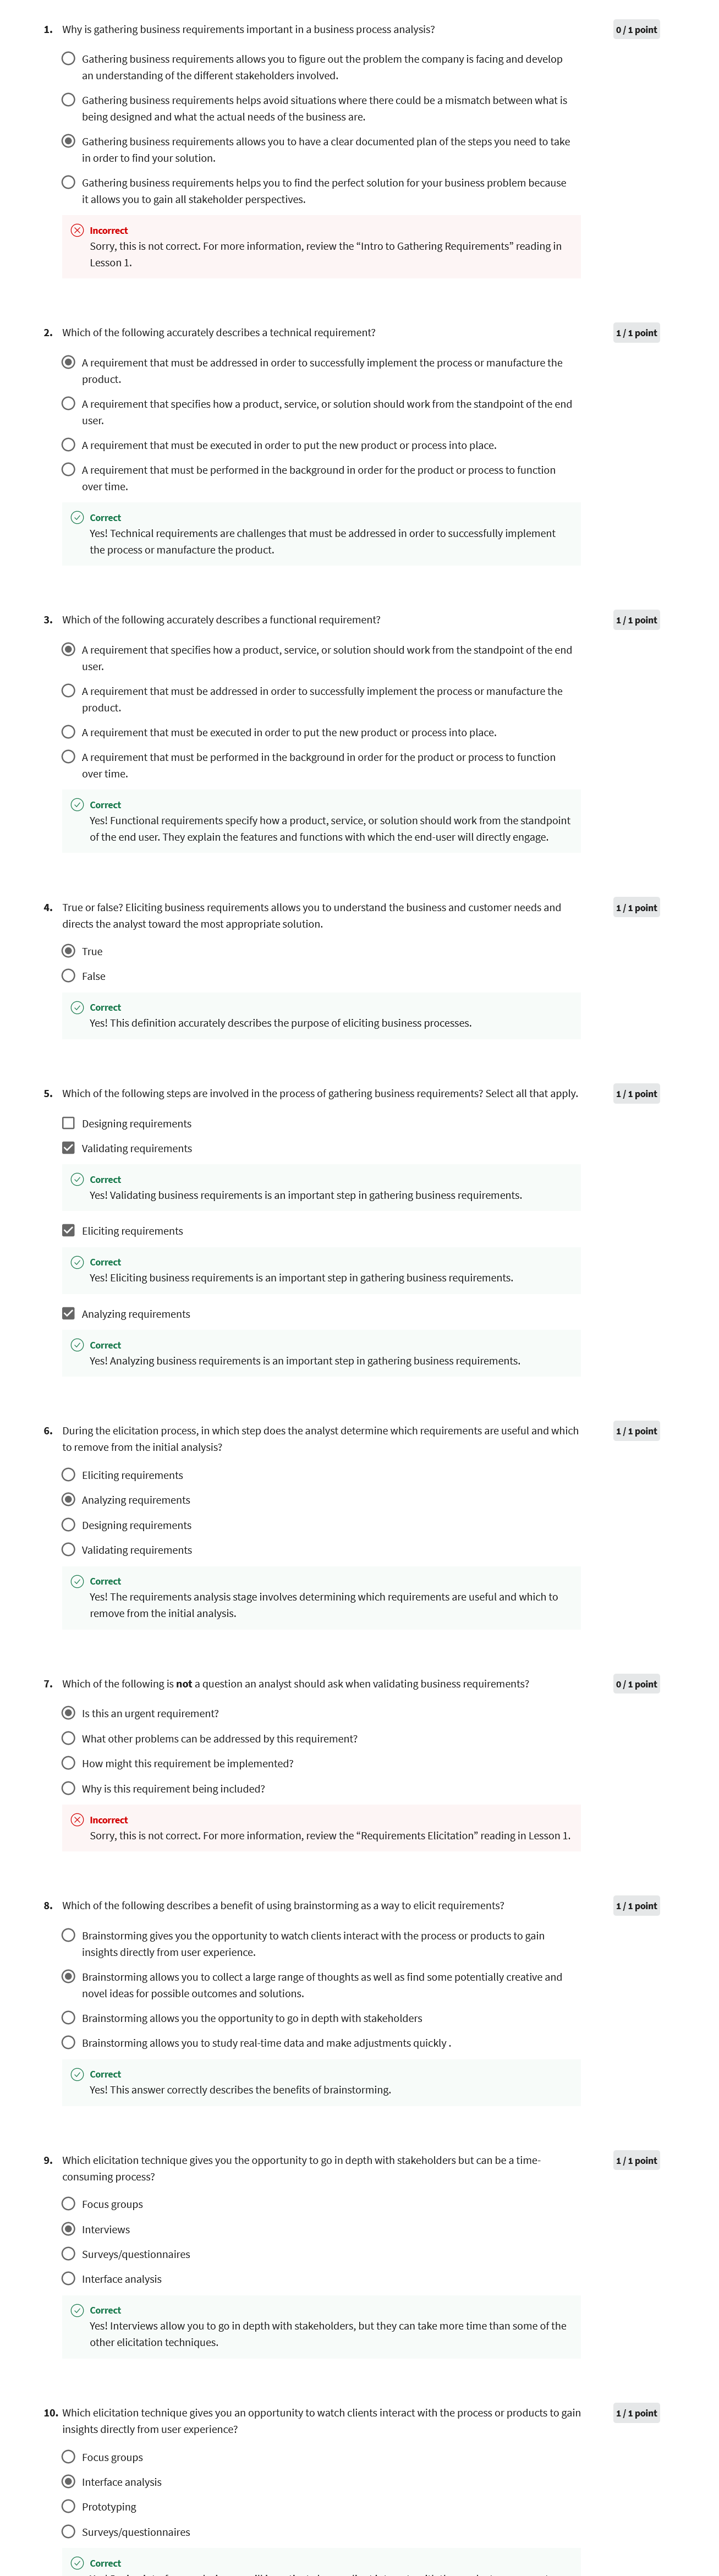 1. Why is gathering business requirements important in a business process analysis?
0 / 1 point
Gathering business requirements allows you to figure out the problem the company is facing and develop
an understanding of the different stakeholders involved.
Gathering business requirements helps avoid situations where there could be a mismatch between what is
being designed and what the actual needs of the business are.
Gathering business requirements allows you to have a clear documented plan of the steps you need to take
in order to find your solution.
Gathering business requirements helps you to find the perfect solution for your business problem because
it allows you to gain all stakeholder perspectives.
Incorrect
Sorry, this is not correct. For more information, review the “Intro to Gathering Requirements” reading in
Lesson 1.
2. Which of the following accurately describes a technical requirement?
1 / 1 point
A requirement that must be addressed in order to successfully implement the process or manufacture the
product.
A requirement that specifies how a product, service, or solution should work from the standpoint of the end
user.
A requirement that must be executed in order to put the new product or process into place.
A requirement that must be performed in the background in order for the product or process to function
over time.
Correct
Yes! Technical requirements are challenges that must be addressed in order to successfully implement
the process or manufacture the product.
3. Which of the following accurately describes a functional requirement?
1 / 1 point
A requirement that specifies how a product, service, or solution should work from the standpoint of the end
user.
A requirement that must be addressed in order to successfully implement the process or manufacture the
product.
A requirement that must be executed in order to put the new product or process into place.
A requirement that must be performed in the background in order for the product or process to function
over time.
Correct
Yes! Functional requirements specify how a product, service, or solution should work from the standpoint
of the end user. They explain the features and functions with which the end-user will directly engage.
4. True or false? Eliciting business requirements allows you to understand the business and customer needs and
directs the analyst toward the most appropriate solution.
1 / 1 point
True
False
Correct
Yes! This definition accurately describes the purpose of eliciting business processes.
5. Which of the following steps are involved in the process of gathering business requirements? Select all that apply.
1 / 1 point
Designing requirements
Validating requirements
Correct
Yes! Validating business requirements is an important step in gathering business requirements.
Eliciting requirements
Correct
Yes! Eliciting business requirements is an important step in gathering business requirements.
Analyzing requirements
Correct
Yes! Analyzing business requirements is an important step in gathering business requirements.
6. During the elicitation process, in which step does the analyst determine which requirements are useful and which
to remove from the initial analysis?
1 / 1 point
Eliciting requirements
Analyzing requirements
Designing requirements
Validating requirements
Correct
Yes! The requirements analysis stage involves determining which requirements are useful and which to
remove from the initial analysis.
7. Which of the following is not a question an analyst should ask when validating business requirements?
0 / 1 point
Is this an urgent requirement?
What other problems can be addressed by this requirement?
How might this requirement be implemented?
Why is this requirement being included?
Incorrect
Sorry, this is not correct. For more information, review the “Requirements Elicitation” reading in Lesson 1.
8. Which of the following describes a benefit of using brainstorming as a way to elicit requirements?
1 / 1 point
Brainstorming gives you the opportunity to watch clients interact with the process or products to gain
insights directly from user experience.
Brainstorming allows you to collect a large range of thoughts as well as find some potentially creative and
novel ideas for possible outcomes and solutions.
Brainstorming allows you the opportunity to go in depth with stakeholders
Brainstorming allows you to study real-time data and make adjustments quickly .
Correct
Yes! This answer correctly describes the benefits of brainstorming.
9. Which elicitation technique gives you the opportunity to go in depth with stakeholders but can be a time-
consuming process?
1 / 1 point
Focus groups
Interviews
Surveys/questionnaires
Interface analysis
Correct
Yes! Interviews allow you to go in depth with stakeholders, but they can take more time than some of the
other elicitation techniques.
10. Which elicitation technique gives you an opportunity to watch clients interact with the process or products to gain
insights directly from user experience?
1 / 1 point
Focus groups
Interface analysis
Prototyping
Surveys/questionnaires
Correct